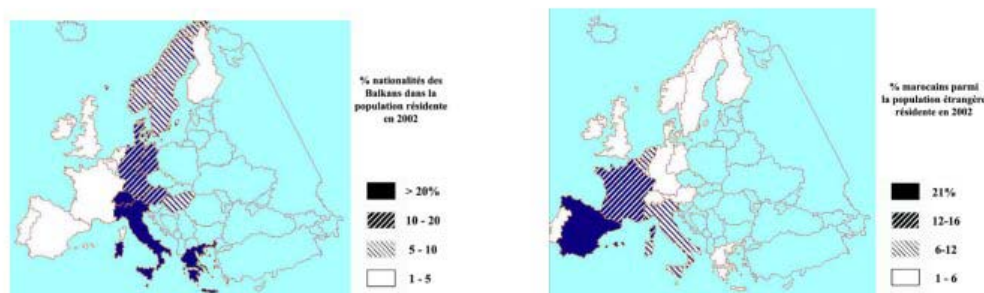 % nationalités des
Balkans dans la
population résidente
en 2002
> 20%
10 - 20
5 - 10
1 - 5
% marocains parmi
la population étrangère
résidente en 2002
21%
12-16
6-12
1 - 6